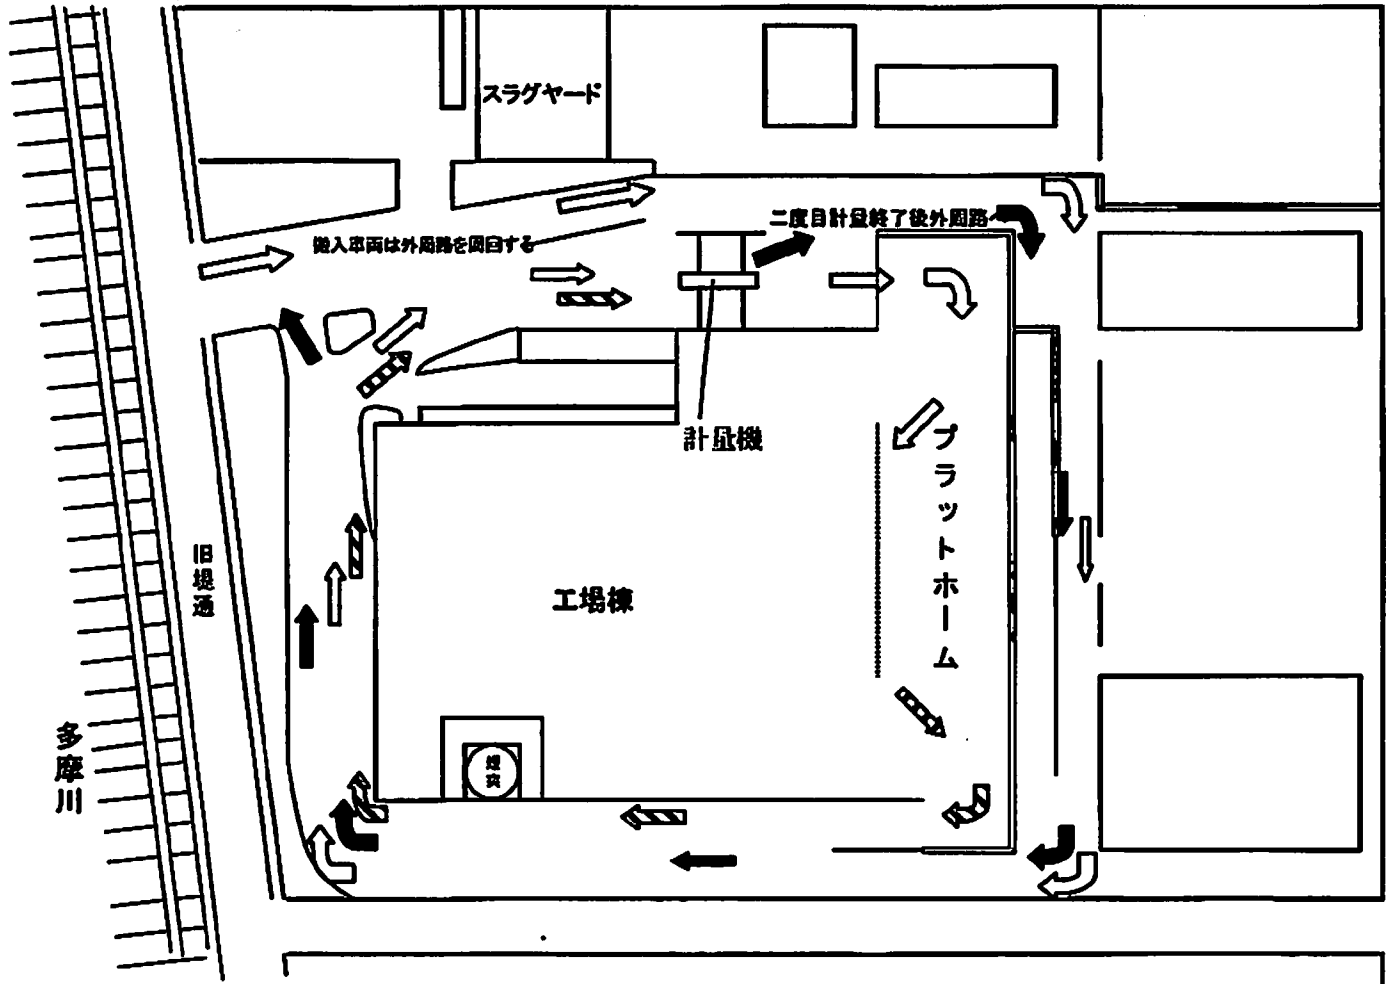 スラグヤード
二度目計量終了後外周路へ
搬入車両は外周路を周回する
計量機
プラットホーム
旧堤通
工場棟
多摩川
煙突